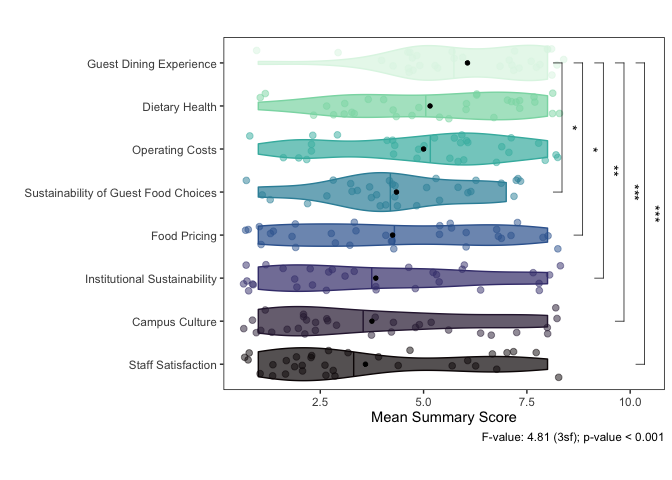 Guest Dining Experience
Dietary Health
Operating Costs
Sustainability of Guest Food Choices
Food Pricing
Institutional Sustainability
Campus Culture
Staff Satisfaction
*
*
**
***
***
2.5 5.0 7.5 10.0
Mean Summary Score
F-value: 4.81 (3sf); p-value < 0.001